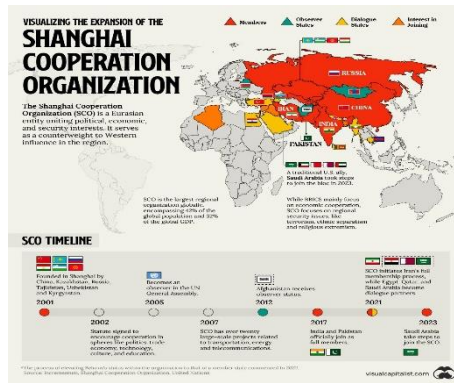 VISUALIZING THE EXPANSION OF THE
SHANGHAI
COOPERATION
ORGANIZATION
The Shanghai Cooperation
Organization (SCO) is a Eurasian
entity uniting political, economic,
and security interests. It serves
as a counterweight to Western
influence in the region.
Members
Observer
States
Dialogue
States
Interest in
Joining
RUSSIA
CHINA
IRAN
INDIA
PAKISTAN
A traditional U.S. ally,
Saudi Arabia took steps
to join the bloc in 2023.
SCO is the largest regional
organization globally,
encompassing
of the
global population and
of the global GDP.
While BRICS mainly focus
on economic cooperation,
SCO focuses on regional
security issues, like
terrorism, ethnic separatism
and religious extremism.
SCO TIMELINE
Founded in Shanghai by
China, Kazakhstan, Russia,
Tajikistan, Uzbekistan
and Kyrgyzstan
2001
2002
Statute signed to
encourage cooperation in
spheres like politics, trade,
economy, technology,
culture, and education.
Becomes an
observer in the UN
General Assembly.
2005
2007
SCO has over twenty
large-scale projects related
to transportation, energy
and telecommunications.
Afghanistan receives
observer status.
2012
2017
India and Pakistan
officially join as
full members.
SCO initiates Iran's full
membership process,
while Egypt, Qatar, and
Saudi Arabia become
dialogue partners.
2021
2023
Saudi Arabia
take steps to
join the SCO
visualcapitalist.com